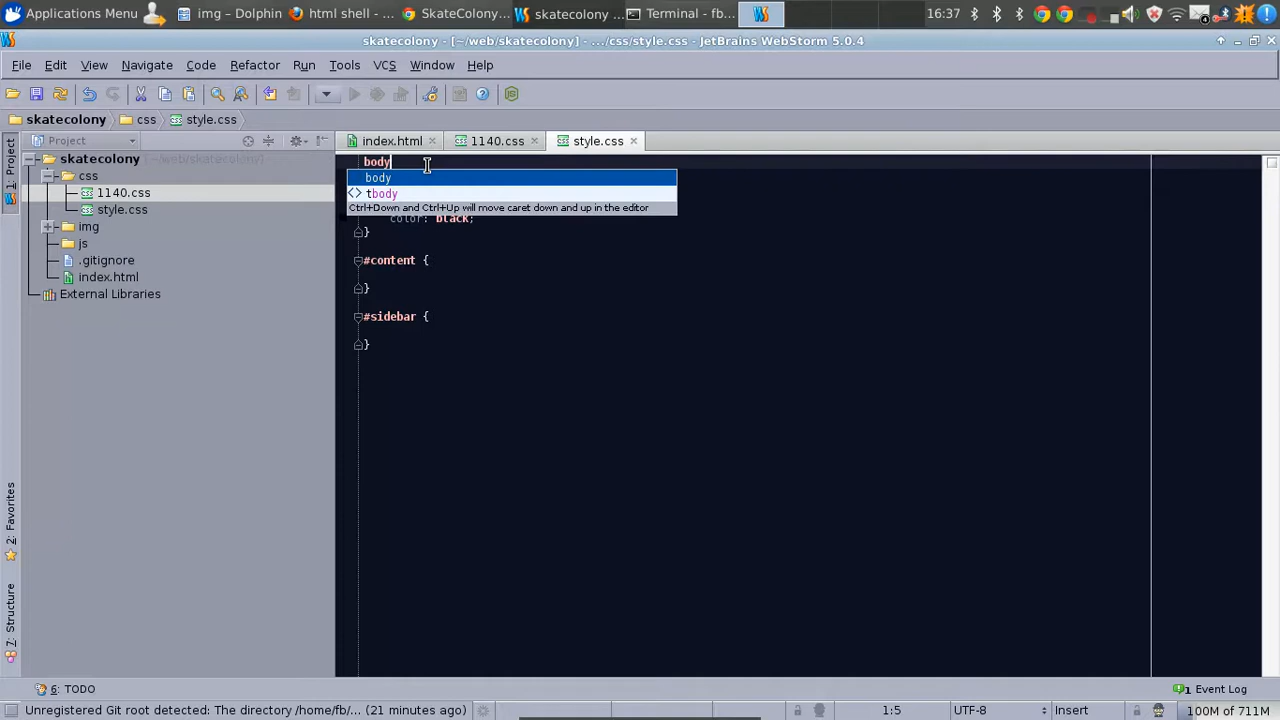 Applications Menu img – Dolphin html shell – ... SkateColony... skatecolony ... Terminal – fb... 16:37
skatecolony - [~/web/skatecolony] - .../css/style.css - JetBrains WebStorm 5.0.4
File Edit View Navigate Code Refactor Run Tools VCS Window Help
skatecolony css style.css
1: Project
Project
index.html 1140.css style.css
skatecolony (~/web/skatecolony)
css
1140.css
style.css
img
js
.gitignore
index.html
External Libraries
body
body
<> tbody
Ctrl+Down and Ctrl+Up will move caret down and up in the editor
color: black;
}
#content {
}
#sidebar {
}
2: Favorites
7: Structure
6: TODO
1 Event Log
Unregistered Git root detected: The directory /home/fb/... (21 minutes ago) 1:5 UTF-8 Insert 100M of 711M